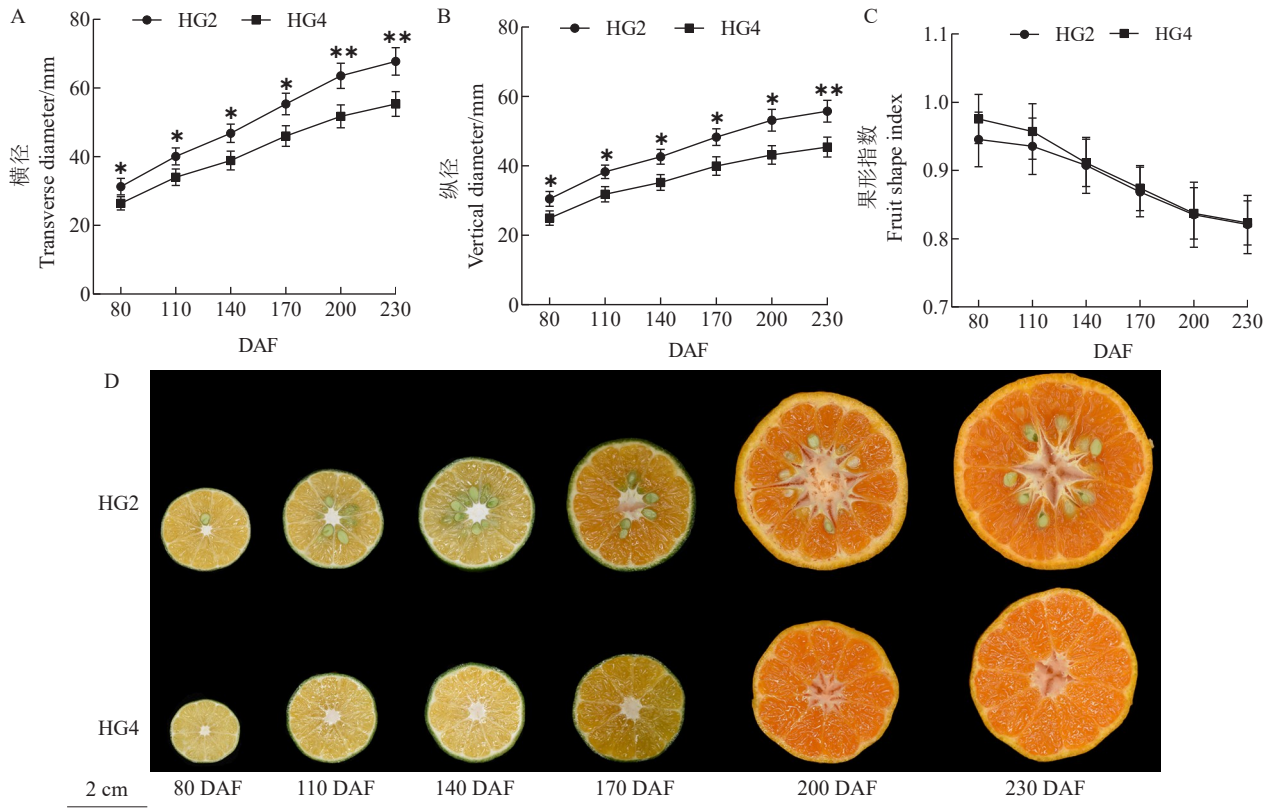 A
HG2
HG4
80
60
40
20
0
横径
Transverse diameter/mm
*
*
*
*
**
**
80 110 140 170 200 230
DAF
B
HG2
HG4
80
60
40
20
0
纵径
Vertical diameter/mm
*
*
*
*
*
**
80 110 140 170 200 230
DAF
C
HG2
HG4
1.1
1.0
0.9
0.8
0.7
果形指数
Fruit shape index
80 110 140 170 200 230
DAF
D
HG2
HG4
2 cm
80 DAF 110 DAF 140 DAF 170 DAF 200 DAF 230 DAF